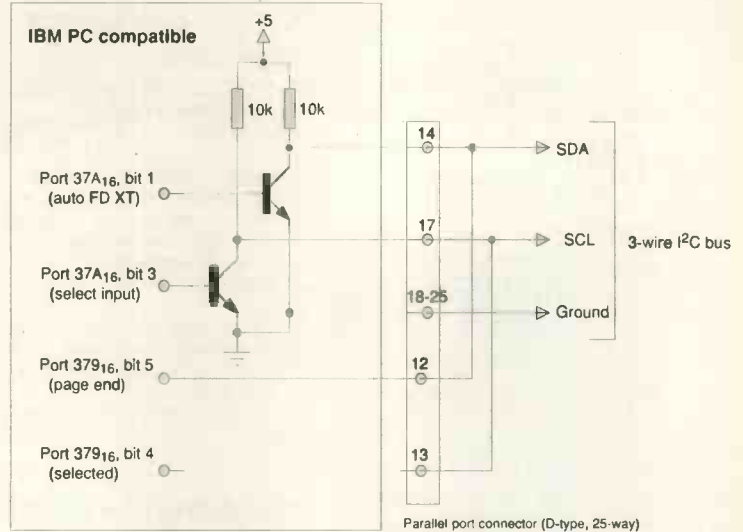 +5
IBM PC compatible
10k
10k
14
SDA
Port 37A₁₆, bit 1
(auto FD XT)
17
SCL
3-wire I²C bus
Port 37A₁₆, bit 3
(select input)
18-25
Ground
Port 379₁₆, bit 5
(page end)
12
Port 379₁₆, bit 4
(selected)
13
Parallel port connector (D-type, 25-way)